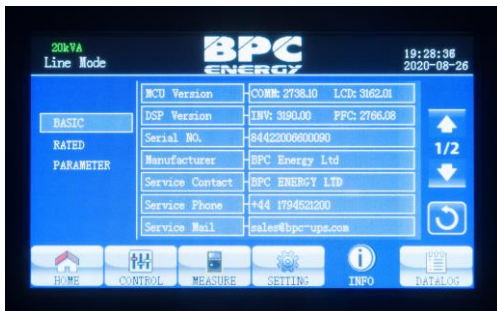 20kVA
Line Mode
BPC
ENERGY
19:28:36
2020-08-26
BASIC
RATED
PARAMETER
MCU Version COMM: 2738.10 LCD: 3162.01
DSP Version INV: 3190.00 PFC: 2766.08
Serial NO. 84422006600090
Manufacturer BPC Energy Ltd
Service Contact BPC ENERGY LTD
Service Phone +44 1794521200
Service Mail sales@bpc-ups.com
1/2
HOME CONTROL MEASURE SETTING INFO DATALOG